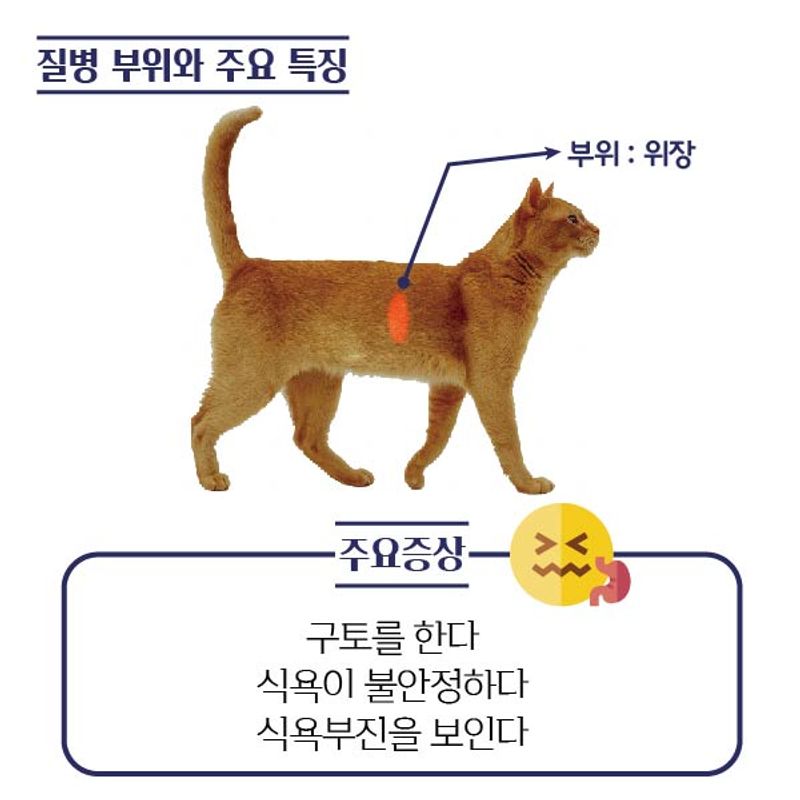 질병 부위와 주요 특징
부위 : 위장
주요증상
구토를 한다
식욕이 불안정하다
식욕부진을 보인다